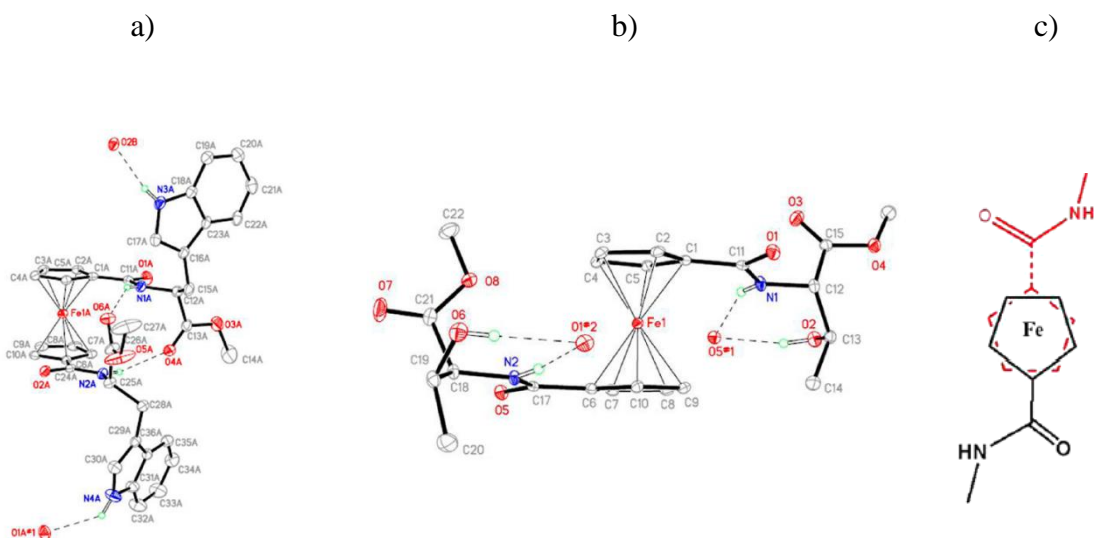 a) b) c)
O2B
C19A
C20A
C18A
N3A
C21A
C22A
C23A
C17A
C16A
C3A C2A
C5A
C4A
C1A
C11A
O1A
C15A
N1A
C12A
Fe1A
O6A
O3A
C13A
C27A
C14A
C9A
C8A
C7A
C26A
C10A
O5A
O4A
C6A
O2A
C24A
N2A
C25A
C28A
C29A
C36A
C35A
C30A
C34A
C31A
N4A
C33A
C32A
O1A#1
C22
O8
O7
C21
O6
O1#2
C19
N2
C18
O5
C17
C20
C6
C7
C10
C8
C9
Fe1
C3
C2
C4
C5
C1
C11
O1
N1
O3
C15
O4
C12
O2
C13
C14
O5#1
O
NH
Fe
NH
O